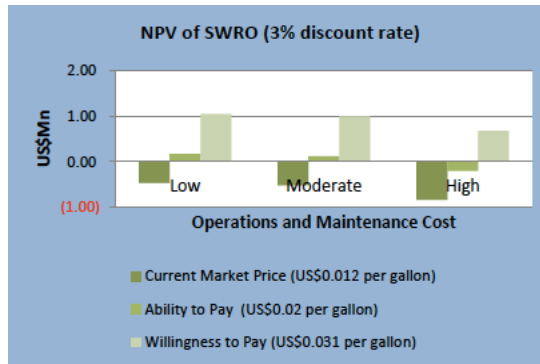 NPV of SWRO (3% discount rate)
2.00
1.00
0.00
(1.00)
US$Mn
Low Moderate High
Operations and Maintenance Cost
Current Market Price (US$0.012 per gallon)
Ability to Pay (US$0.02 per gallon)
Willingness to Pay (US$0.031 per gallon)